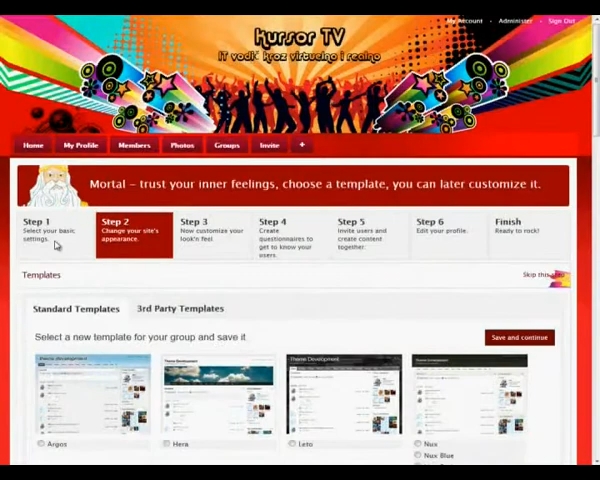 My Account Administer Sign Out
kursor TV
IT vodič kroz virtuelno i realno
Home My Profile Members Photos Groups Invite +
Mortal - trust your inner feelings, choose a template, you can later customize it.
Step 1
Select your basic
settings.
Step 2
Change your site's
appearance.
Step 3
Now customize your
look'n feel
Step 4
Create
questionnaires to
get to know your
users.
Step 5
Invite users and
create content
together.
Step 6
Edit your profile.
Finish
Ready to rock!
Templates
Skip this
Standard Templates 3rd Party Templates
Select a new template for your group and save it
Save and continue
Theme Development
Theme Development
Theme Development
Argos
Hera
Leto
Nux
Nux Blue